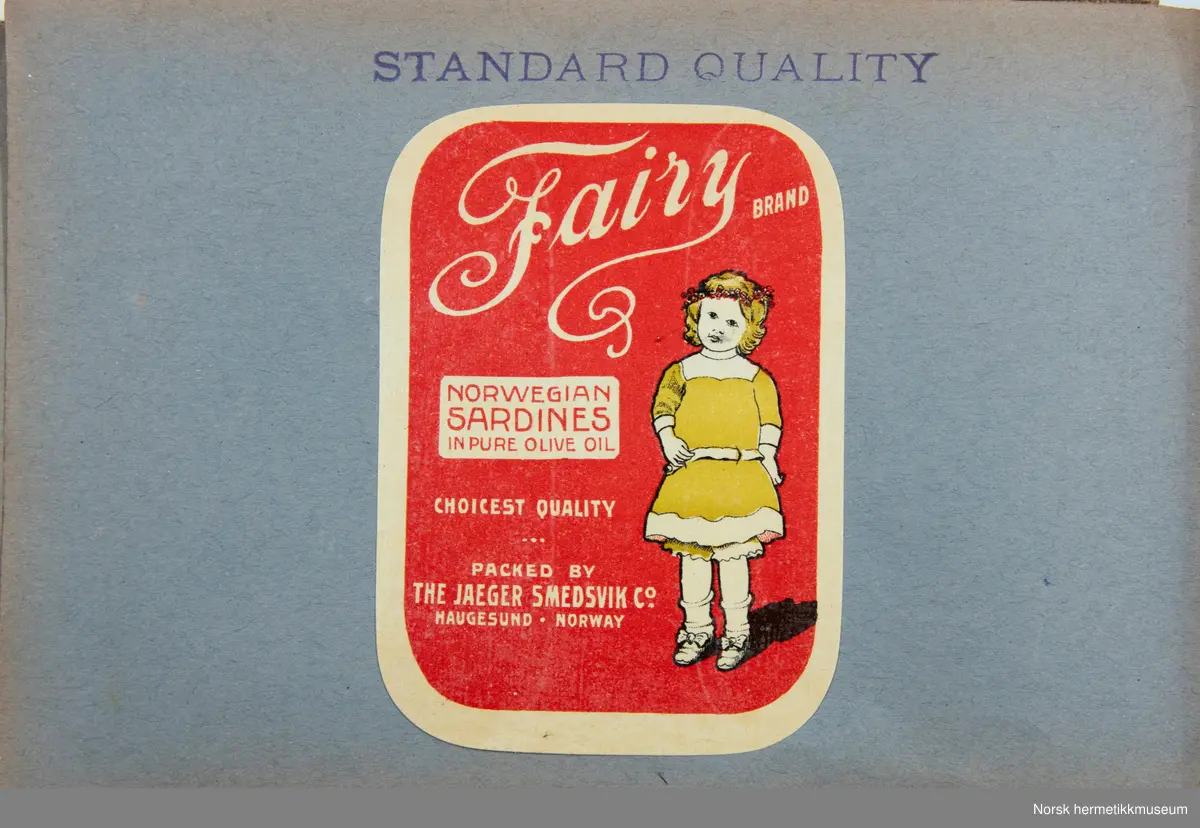 STANDARD QUALITY
Fairy BRAND
NORWEGIAN
SARDINES
IN PURE OLIVE OIL
CHOICEST QUALITY
...
PACKED BY
THE JAEGER SMEDSVIK Cº.
HAUGESUND · NORWAY
Norsk hermetikkmuseum